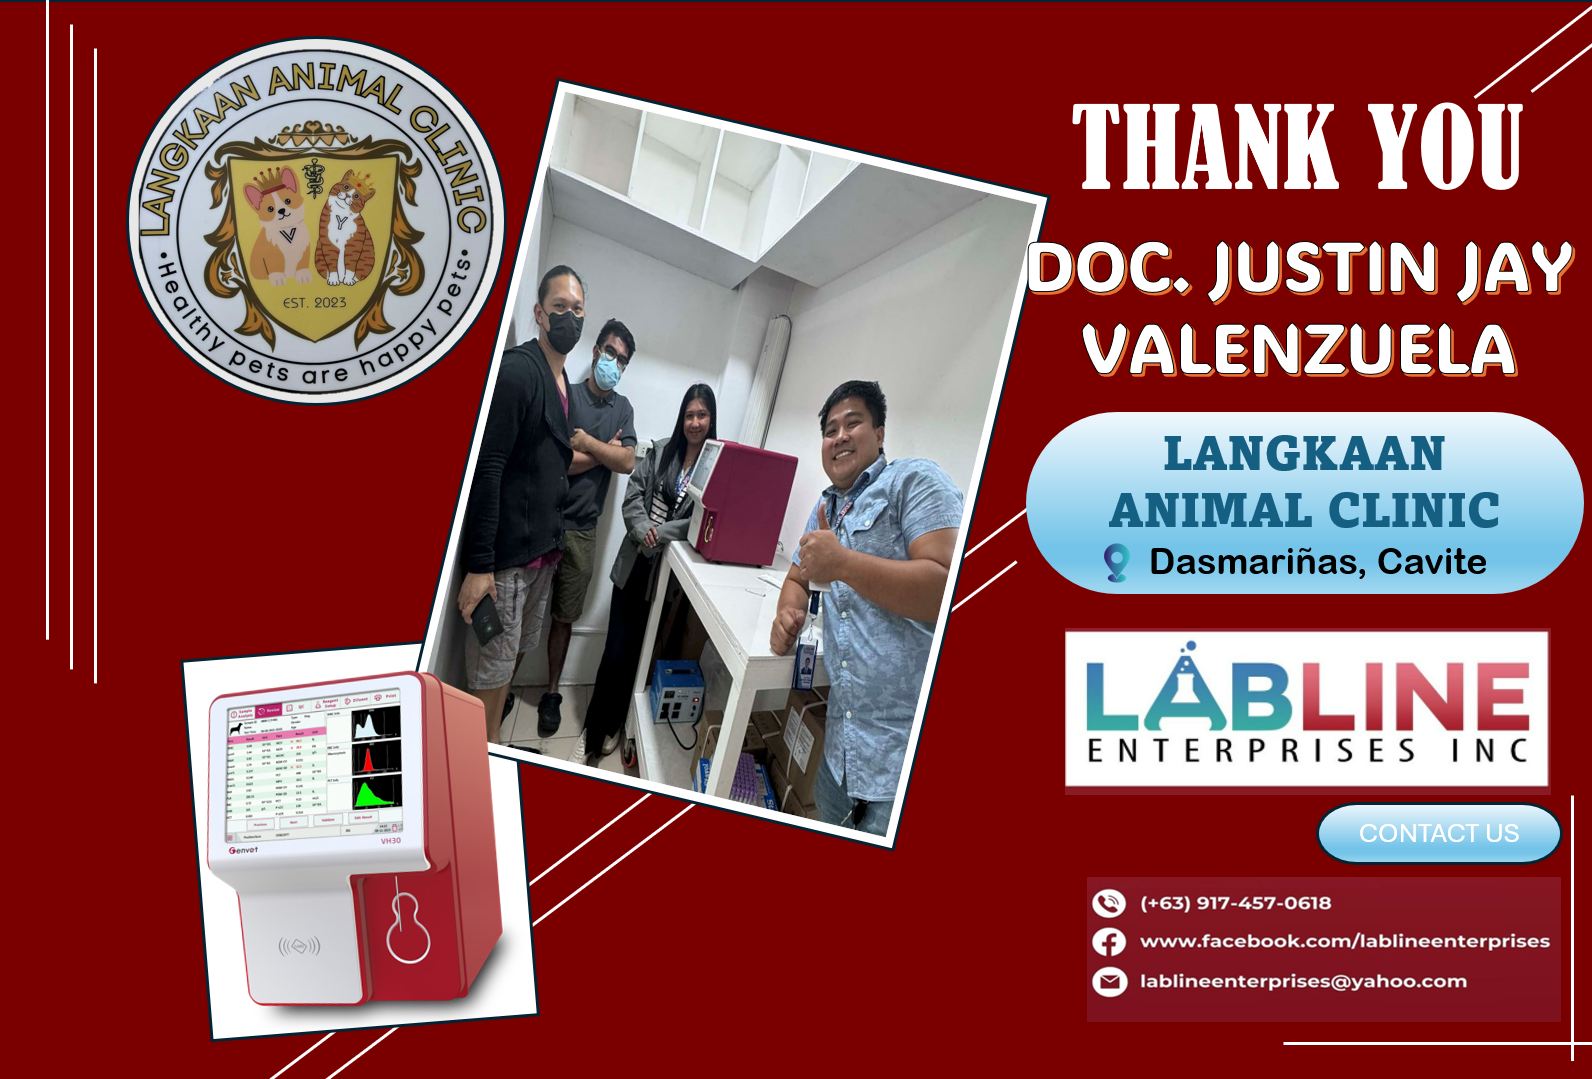 LANGKAAN ANIMAL CLINIC
V
Y
EST. 2023
•Healthy pets are happy pets•
THANK YOU
DOC. JUSTIN JAY
VALENZUELA
LANGKAAN
ANIMAL CLINIC
Dasmariñas, Cavite
LABLINE
ENTERPRISES INC
CONTACT US
(+63) 917-457-0618
www.facebook.com/lablineenterprises
lablineenterprises@yahoo.com
Review
Print
Genvet
VH30